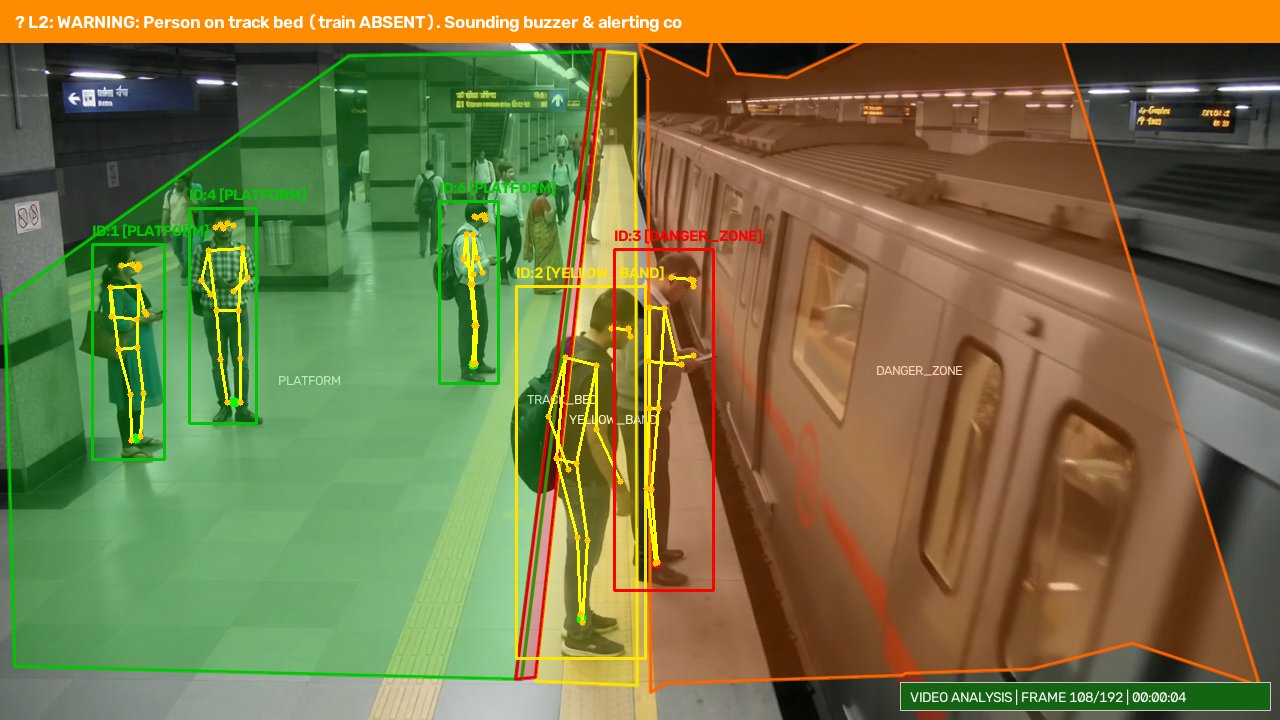 ? L2: WARNING: Person on track bed (train ABSENT). Sounding buzzer & alerting co
ID:4 [PLATFORM]
ID:6 [PLATFORM]
ID:1 [PLATFORM]
ID:3 [DANGER_ZONE]
ID:2 [YELLOW_BAND]
DANGER_ZONE
PLATFORM
TRACK_BED
YELLOW_BAND
VIDEO ANALYSIS | FRAME 108/192 | 00:00:04